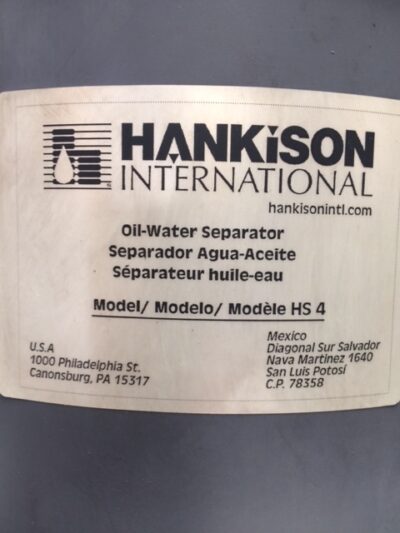 HANKiSON
INTERNATIONAL
hankisonintl.com
Oil-Water Separator
Separador Agua-Aceite
Séparateur huile-eau
Model/ Modelo/ Modèle HS 4
U.S.A
1000 Philadelphia St.
Canonsburg, PA 15317
Mexico
Diagonal Sur Salvador
Nava Martinez 1640
San Luis Potosí
C.P. 78358